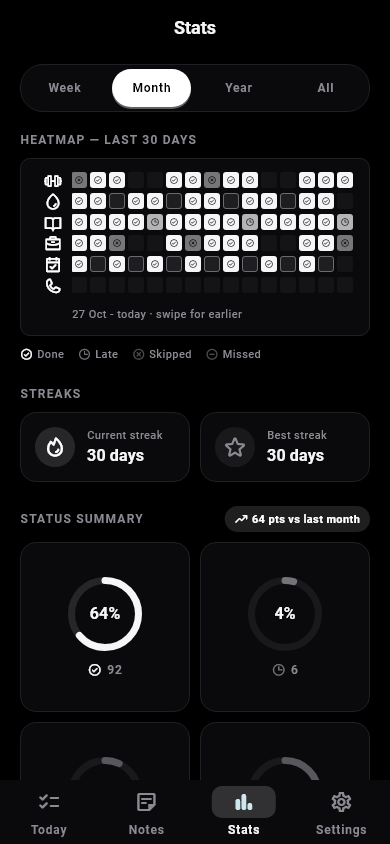 Stats
Week Month Year All
HEATMAP — LAST 30 DAYS
27 Oct - today · swipe for earlier
Done Late Skipped Missed
STREAKS
Current streak
30 days
Best streak
30 days
STATUS SUMMARY
64 pts vs last month
64%
92
4%
6
Today Notes Stats Settings